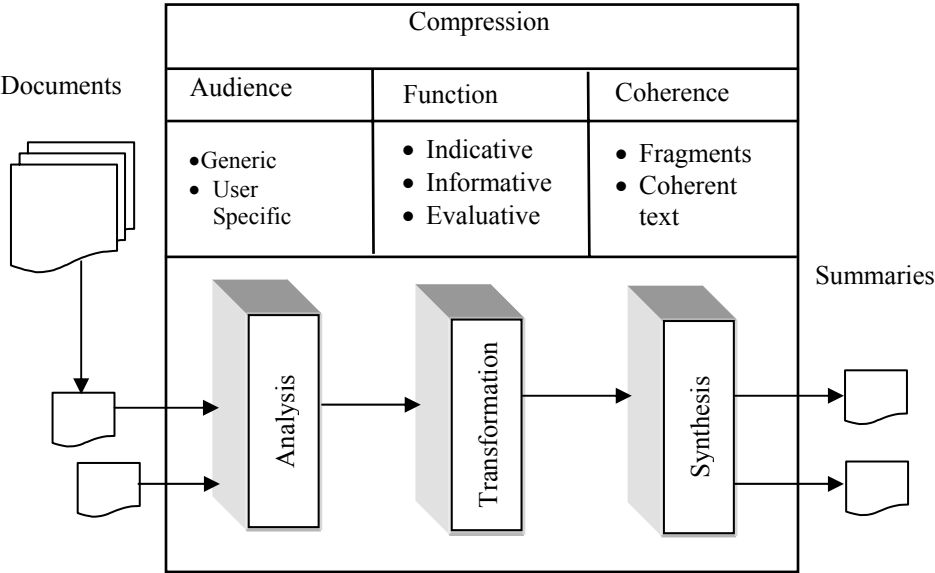 Compression
Documents
Audience
Function
Coherence
•Generic
• User
Specific
• Indicative
• Informative
• Evaluative
• Fragments
• Coherent
text
Summaries
Analysis
Transformation
Synthesis